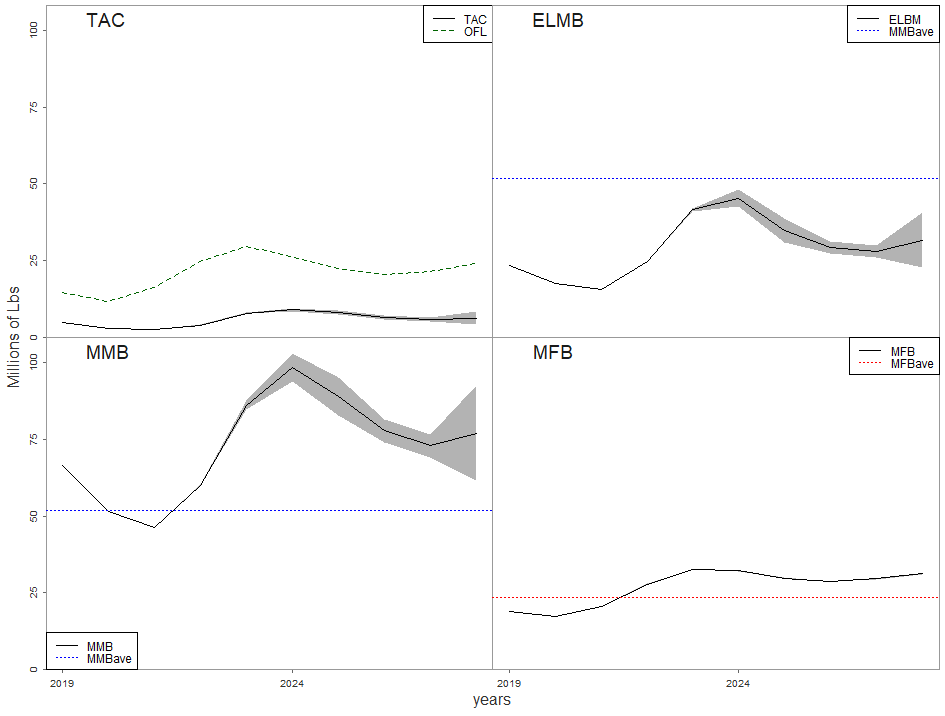 TAC
TAC
OFL
ELMB
ELBM
MMBave
100
75
50
25
0
MMB
MFB
MFB
MFBave
100
75
50
25
0
MMB
MMBave
Millions of Lbs
2019
2024
2019
2024
years